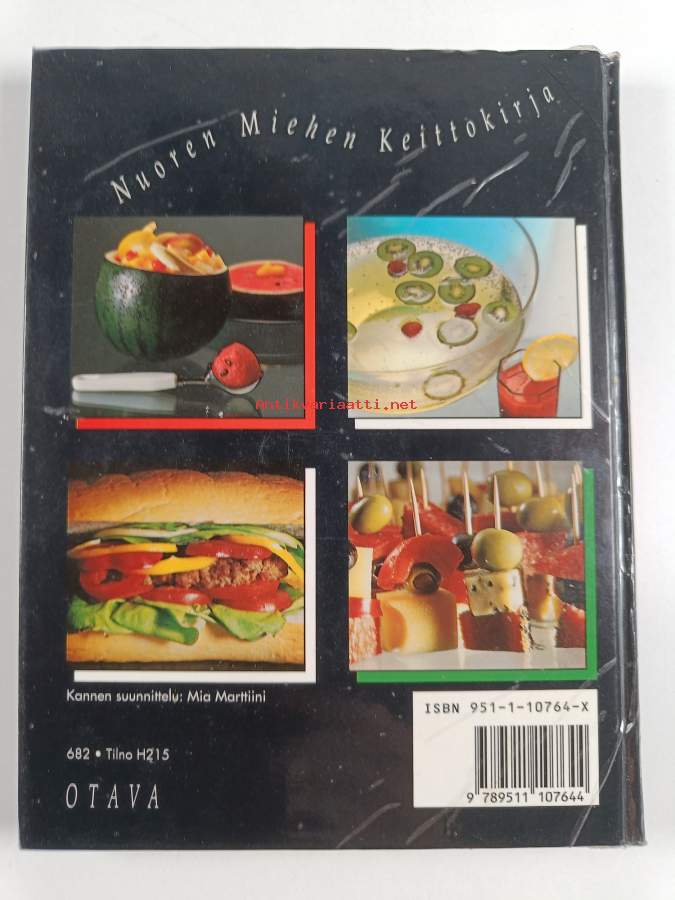 Nuoren Miehen Keittokirja
Antikvariaatti.net
Kannen suunnittelu: Mia Marttiini
ISBN 951-1-10764-X
682 • Tilno H215
OTAVA
9 789511 107644